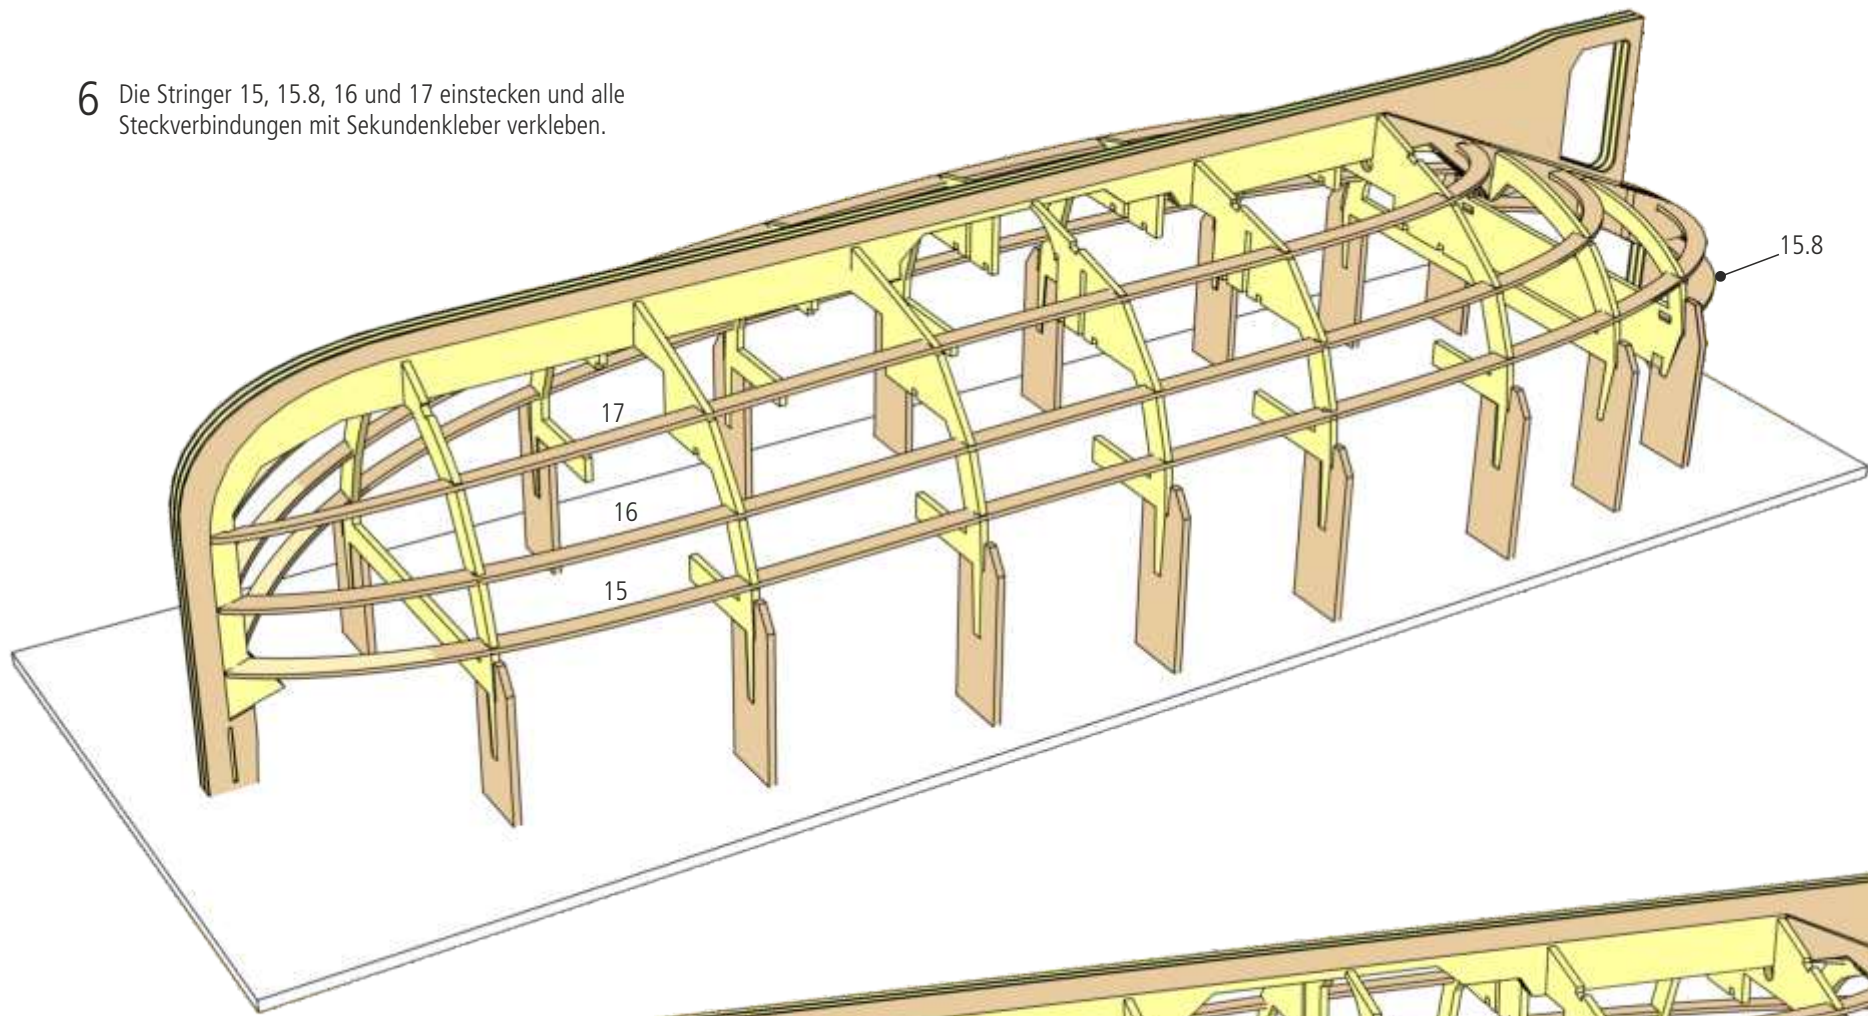 6 Die Stringer 15, 15.8, 16 und 17 einstecken und alle
Steckverbindungen mit Sekundenkleber verkleben.
15.8
17
16
15